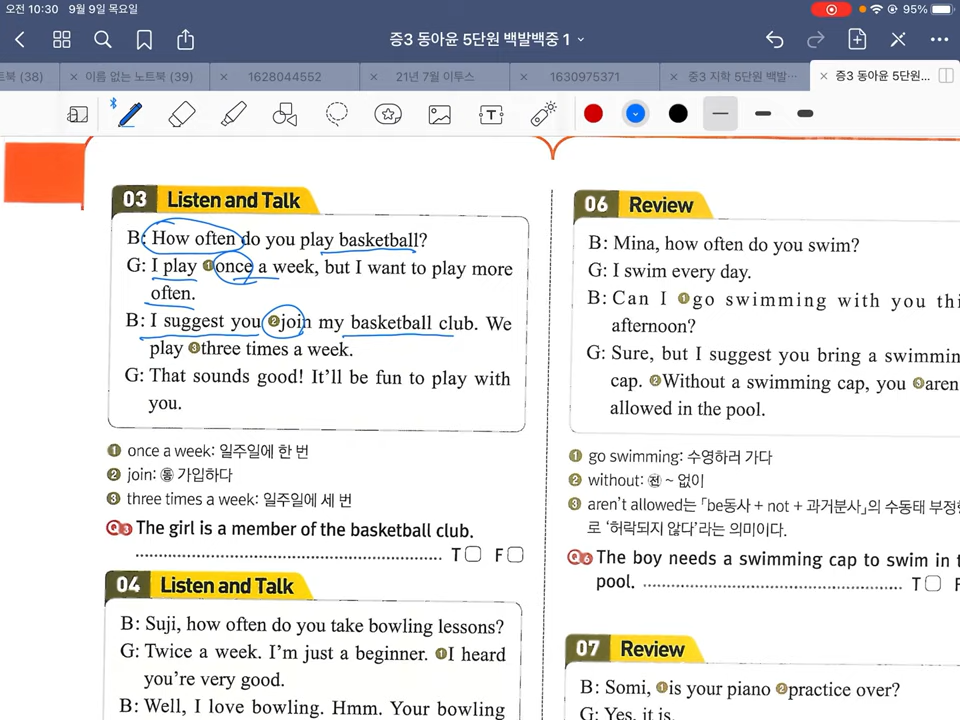 오전 10:30 9월 9일 목요일
95%
증3 동아윤 5단원 백발백중 1
트북 (38)
이름 없는 노트북 (39)
1628044552
21년 7월 이투스
1630975371
중3 지학 5단원 백발...
증3 동아윤 5단원...
03 Listen and Talk
B: How often do you play basketball?
G: I play ❶once a week, but I want to play more
often.
B: I suggest you ❷join my basketball club. We
play ❸three times a week.
G: That sounds good! It'll be fun to play with
you.
❶ once a week: 일주일에 한 번
❷ join: 동 가입하다
❸ three times a week: 일주일에 세 번
Q3 The girl is a member of the basketball club.
T F
04 Listen and Talk
B: Suji, how often do you take bowling lessons?
G: Twice a week. I'm just a beginner. ❶I heard
you're very good.
B: Well, I love bowling. Hmm. Your bowling
06 Review
B: Mina, how often do you swim?
G: I swim every day.
B: Can I ❶go swimming with you thi
afternoon?
G: Sure, but I suggest you bring a swimmin
cap. ❷Without a swimming cap, you ❸aren
allowed in the pool.
❶ go swimming: 수영하러 가다
❷ without: 전 ~ 없이
❸ aren't allowed는 「be동사 + not + 과거분사」의 수동태 부정형
로 '허락되지 않다'라는 의미이다.
Q6 The boy needs a swimming cap to swim in t
pool. T F
07 Review
B: Somi, ❶is your piano ❷practice over?
G: Yes, it is.